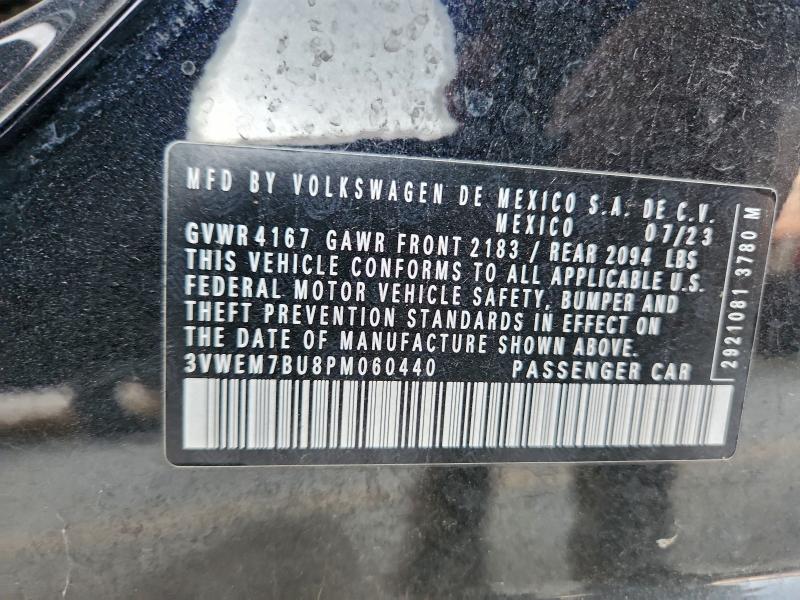 MFD BY VOLKSWAGEN DE MEXICO S.A. DE C.V.
MEXICO 07/23
GVWR 4167 GAWR FRONT 2183 / REAR 2094 LBS
THIS VEHICLE CONFORMS TO ALL APPLICABLE U.S.
FEDERAL MOTOR VEHICLE SAFETY, BUMPER AND
THEFT PREVENTION STANDARDS IN EFFECT ON
THE DATE OF MANUFACTURE SHOWN ABOVE.
3VWEM7BU8PM060440 PASSENGER CAR
2921081 3780 M